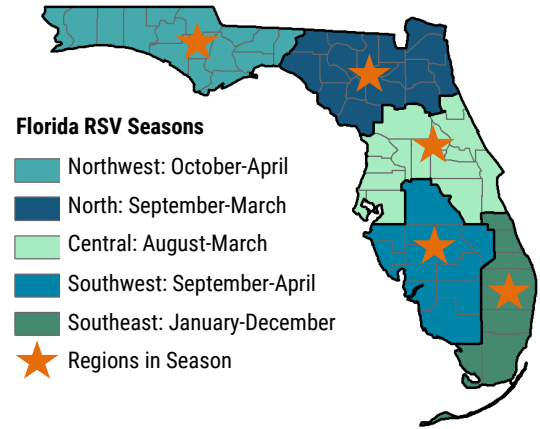 Florida RSV Seasons
Northwest: October-April
North: September-March
Central: August-March
Southwest: September-April
Southeast: January-December
Regions in Season